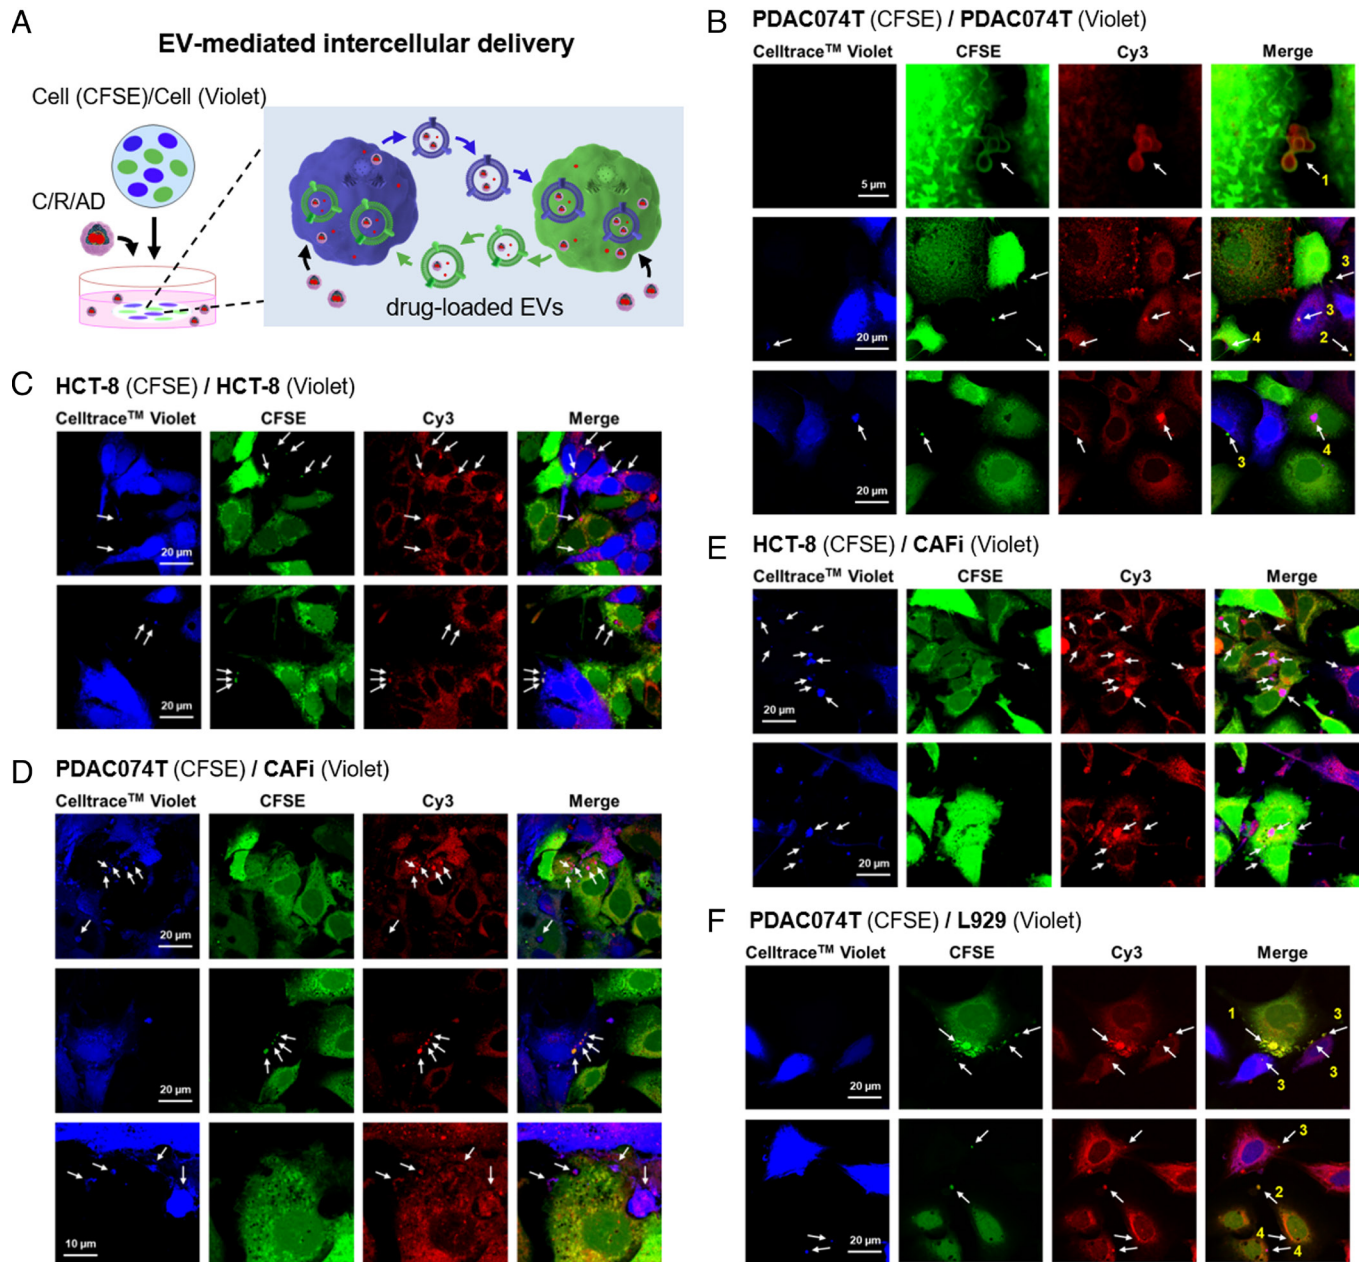 A
EV-mediated intercellular delivery
Cell (CFSE)/Cell (Violet)
C/R/AD
drug-loaded EVs
B
PDAC074T (CFSE) / PDAC074T (Violet)
Celltrace™ Violet CFSE Cy3 Merge
5 µm
1
20 µm
3
3
2
4
20 µm
3
4
C
HCT-8 (CFSE) / HCT-8 (Violet)
Celltrace™ Violet CFSE Cy3 Merge
20 µm
20 µm
D
PDAC074T (CFSE) / CAFi (Violet)
Celltrace™ Violet CFSE Cy3 Merge
20 µm
20 µm
10 µm
E
HCT-8 (CFSE) / CAFi (Violet)
Celltrace™ Violet CFSE Cy3 Merge
20 µm
20 µm
F
PDAC074T (CFSE) / L929 (Violet)
Celltrace™ Violet CFSE Cy3 Merge
20 µm
1
3
3
3
20 µm
3
2
4
4